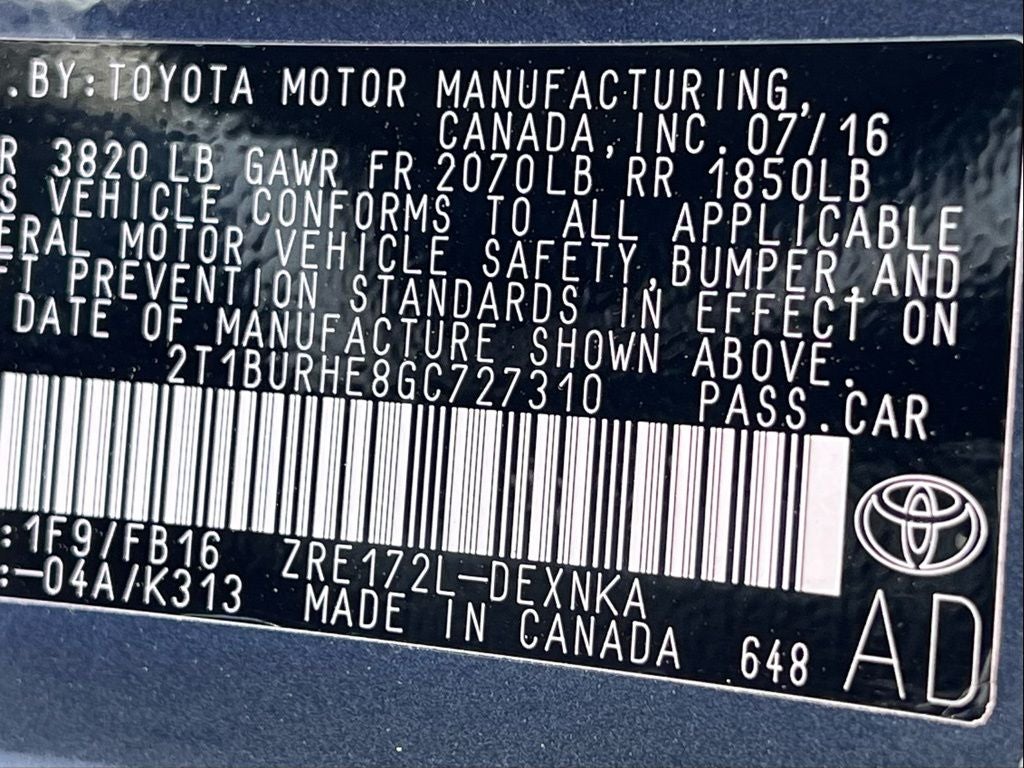 .BY:TOYOTA MOTOR MANUFACTURING,
CANADA,INC. 07/16
R 3820 LB GAWR FR 2070LB RR 1850LB
S VEHICLE CONFORMS TO ALL APPLICABLE
ERAL MOTOR VEHICLE SAFETY,BUMPER,AND
FT PREVENTION STANDARDS IN EFFECT ON
DATE OF MANUFACTURE SHOWN ABOVE.
2T1BURHE8GC727310 PASS.CAR
:1F9/FB16 ZRE172L-DEXNKA
:-04A/K313 MADE IN CANADA 648 AD